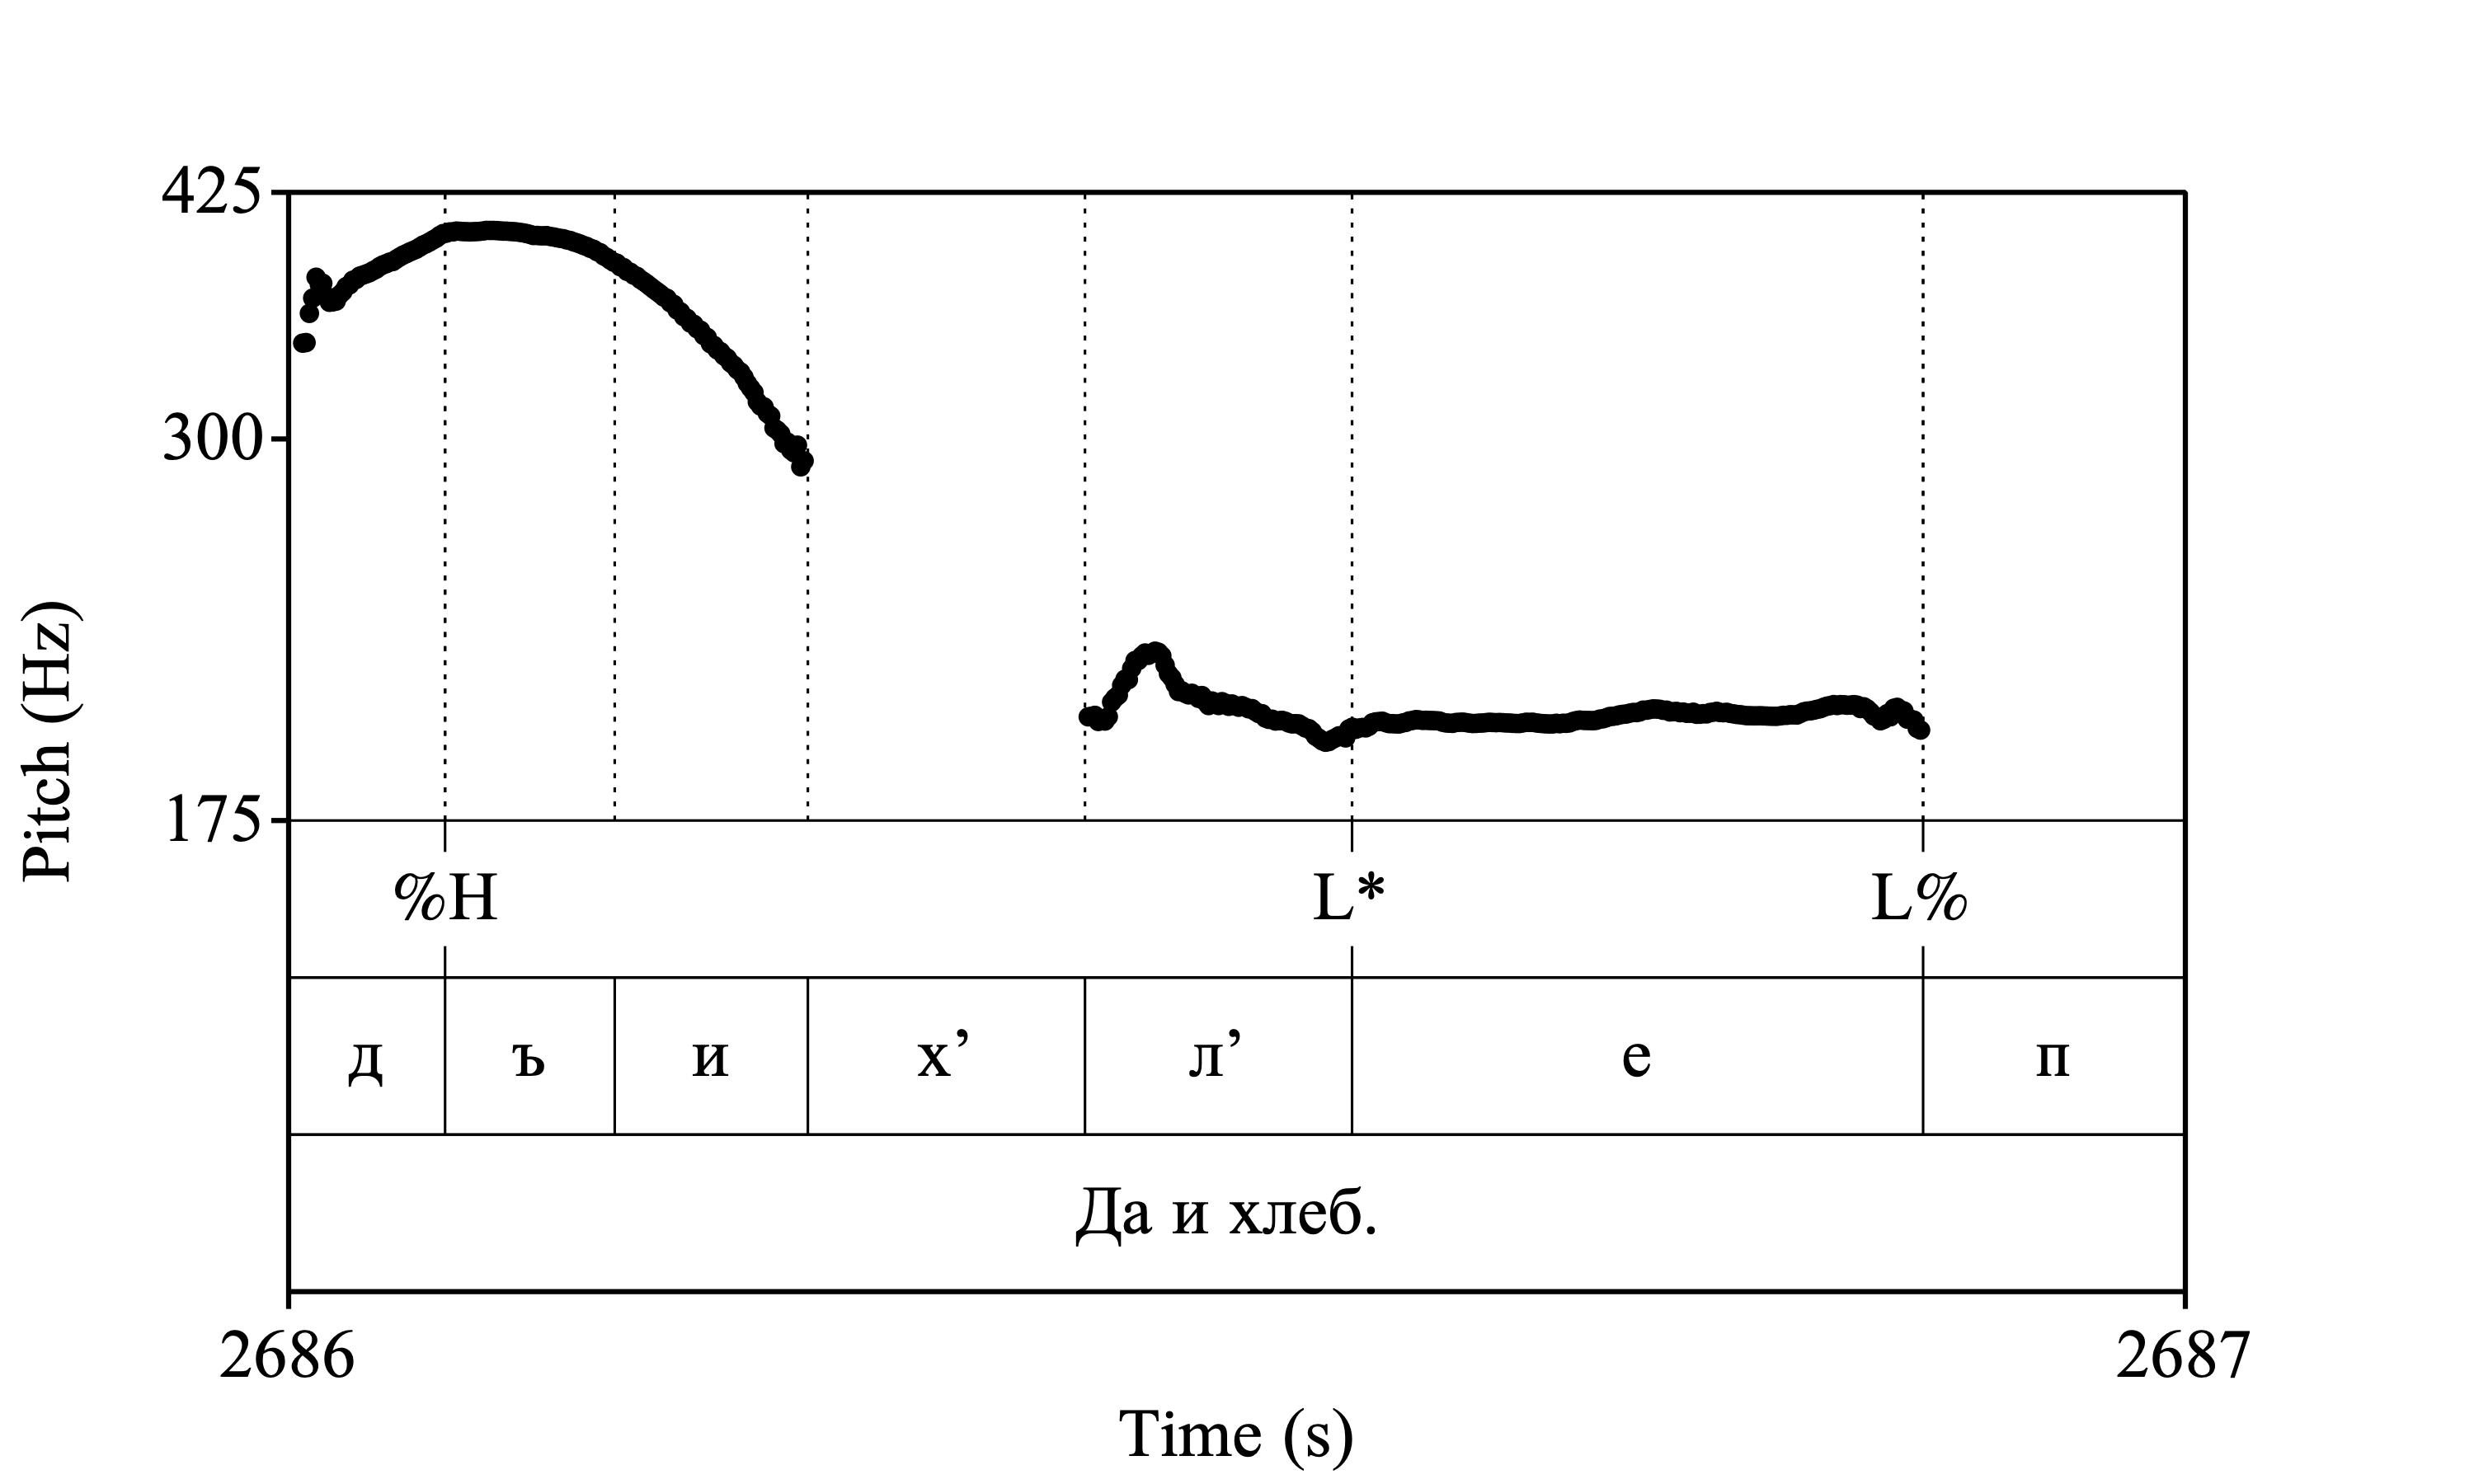 425
300
175
Pitch (Hz)
%H L* L%
д ъ и х’ л’ е п
Да и хлеб.
2686 2687
Time (s)